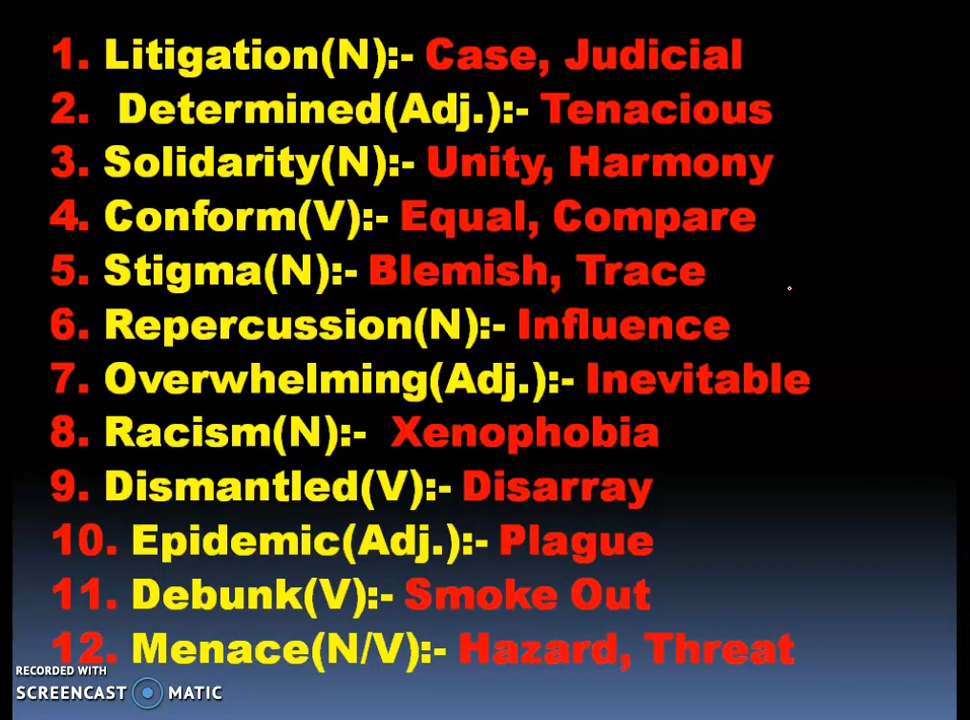 1. Litigation(N):- Case, Judicial
2. Determined(Adj.):- Tenacious
3. Solidarity(N):- Unity, Harmony
4. Conform(V):- Equal, Compare
5. Stigma(N):- Blemish, Trace
6. Repercussion(N):- Influence
7. Overwhelming(Adj.):- Inevitable
8. Racism(N):- Xenophobia
9. Dismantled(V):- Disarray
10. Epidemic(Adj.):- Plague
11. Debunk(V):- Smoke Out
12. Menace(N/V):- Hazard, Threat
RECORDED WITH
SCREENCAST MATIC